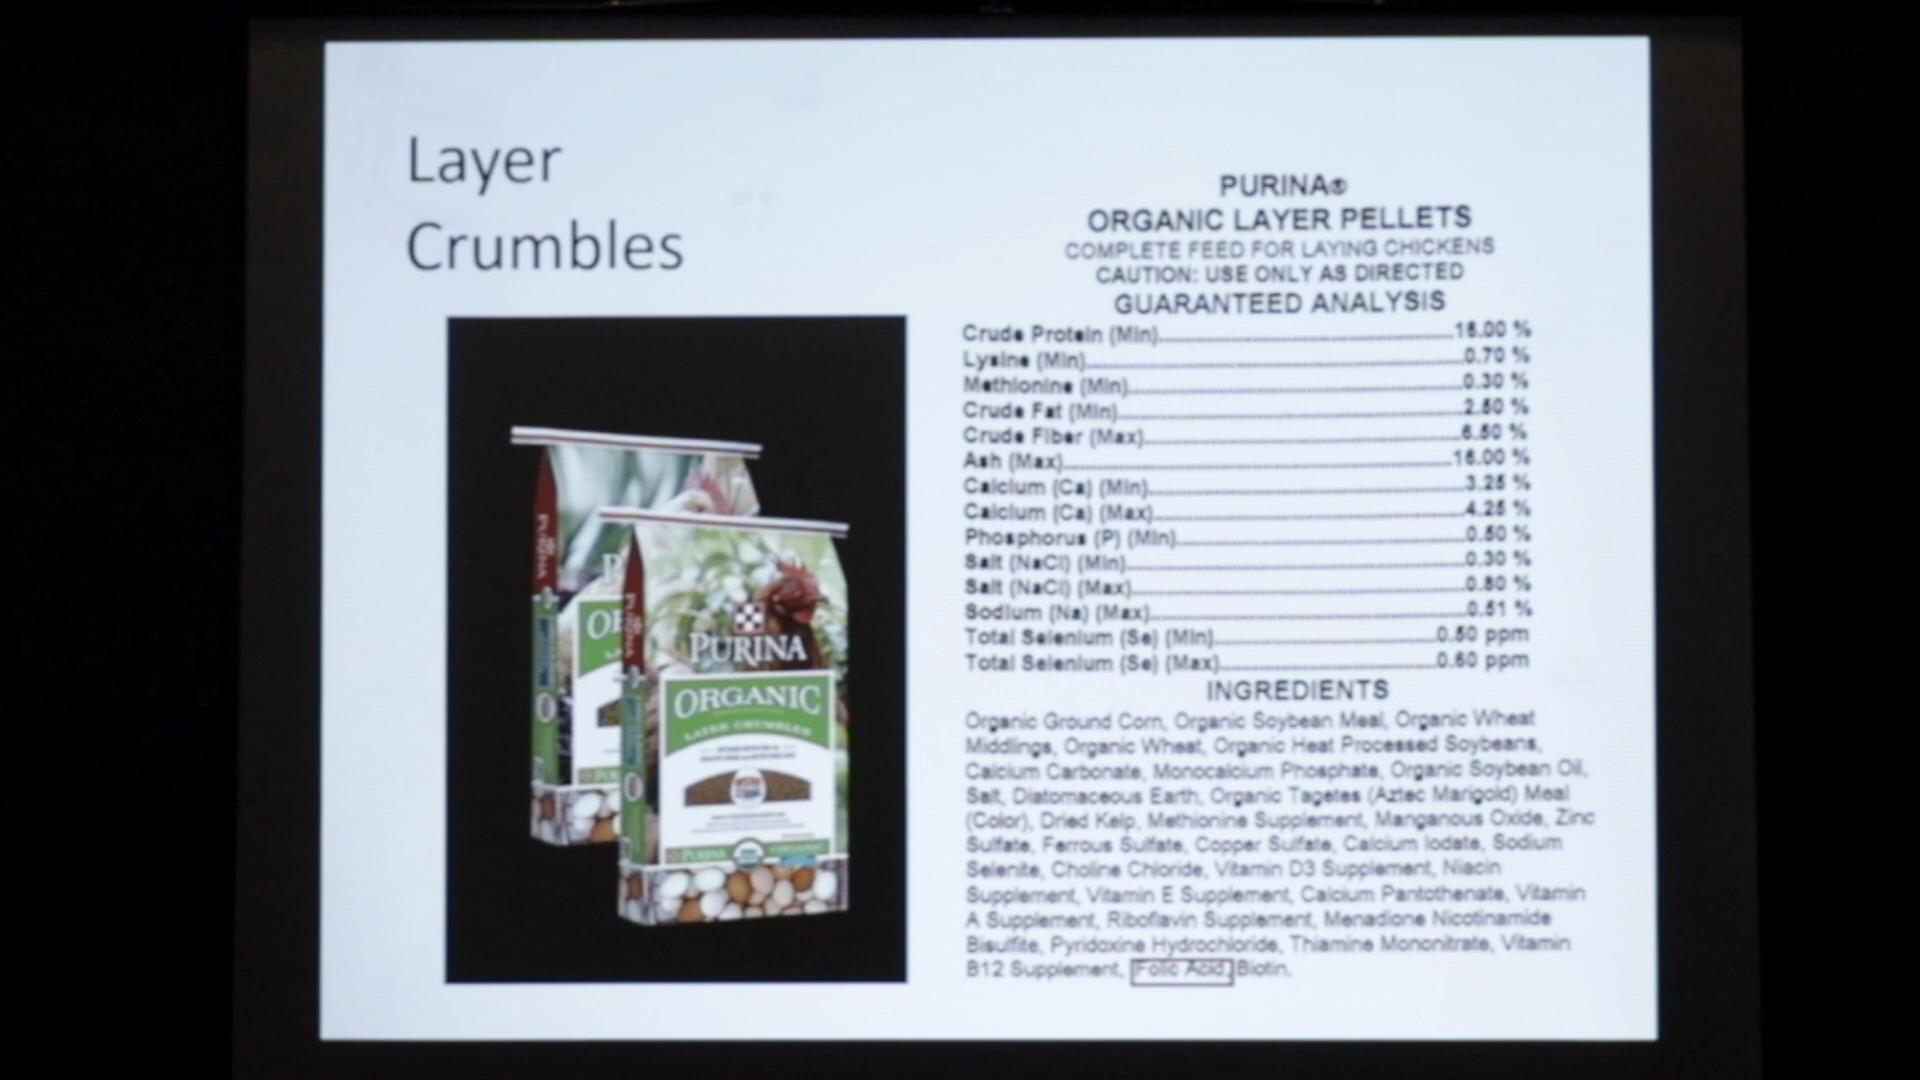 Layer
Crumbles
PURINA®
ORGANIC LAYER PELLETS
COMPLETE FEED FOR LAYING CHICKENS
CAUTION: USE ONLY AS DIRECTED
GUARANTEED ANALYSIS
Crude Protein (Min)....16.00 %
Lysine (Min)....0.70 %
Methionine (Min)....0.30 %
Crude Fat (Min)....2.50 %
Crude Fiber (Max)....6.50 %
Ash (Max)....16.00 %
Calcium (Ca) (Min)....3.25 %
Calcium (Ca) (Max)....4.25 %
Phosphorus (P) (Min)....0.50 %
Salt (NaCl) (Min)....0.30 %
Salt (NaCl) (Max)....0.80 %
Sodium (Na) (Max)....0.51 %
Total Selenium (Se) (Min)....0.50 ppm
Total Selenium (Se) (Max)....0.60 ppm
INGREDIENTS
Organic Ground Corn, Organic Soybean Meal, Organic Wheat
Middlings, Organic Wheat, Organic Heat Processed Soybeans,
Calcium Carbonate, Monocalcium Phosphate, Organic Soybean Oil,
Salt, Diatomaceous Earth, Organic Tagetes (Aztec Marigold) Meal
(Color), Dried Kelp, Methionine Supplement, Manganous Oxide, Zinc
Sulfate, Ferrous Sulfate, Copper Sulfate, Calcium Iodate, Sodium
Selenite, Choline Chloride, Vitamin D3 Supplement, Niacin
Supplement, Vitamin E Supplement, Calcium Pantothenate, Vitamin
A Supplement, Riboflavin Supplement, Menadione Nicotinamide
Bisulfite, Pyridoxine Hydrochloride, Thiamine Mononitrate, Vitamin
B12 Supplement, Folic Acid, Biotin.
PURINA
ORGANIC
LAYER CRUMBLES
PURINA
ORGANIC
PURINA
PURINA
P
OR